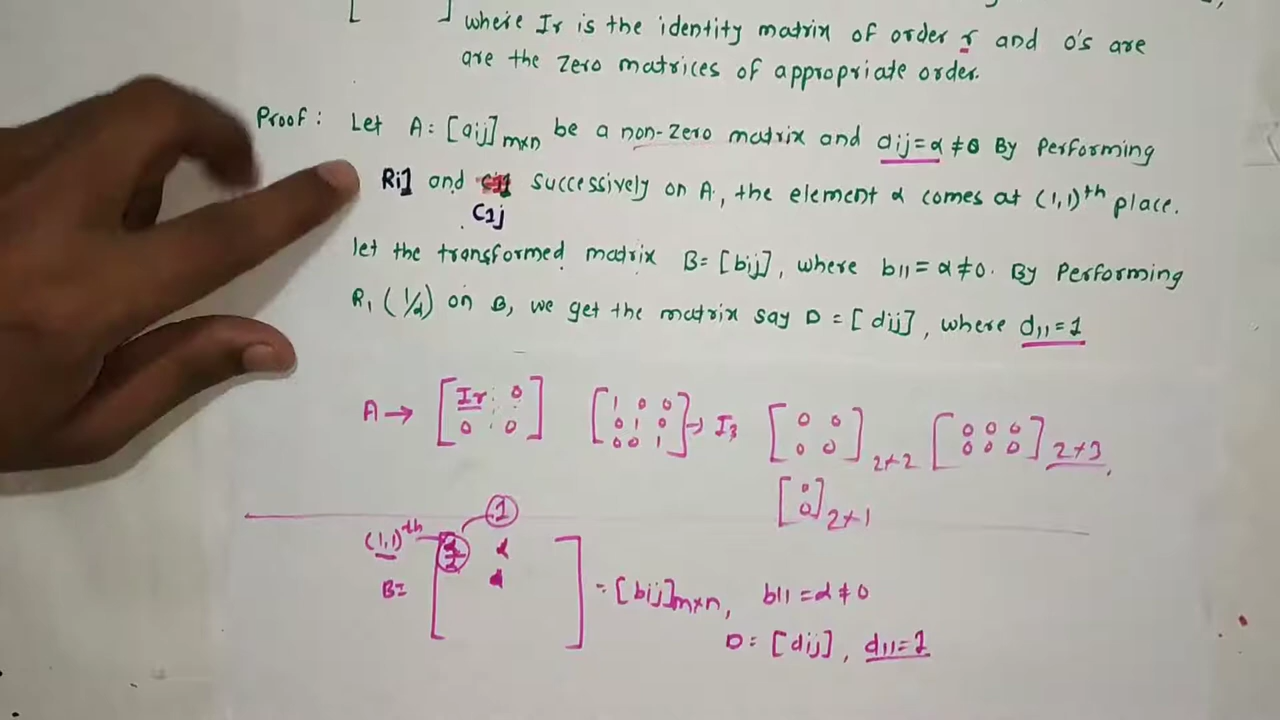 where Ir is the identity matrix of order r and 0's are
are the zero matrices of appropriate order.
Proof : Let A = [aij]m×n be a non-zero matrix and aij = α ≠ 0 By Performing
Ri1 and successively on A, the element α comes at (1,1)th place.
C1j
let the transformed matrix B = [bij], where b11 = α ≠ 0. By Performing
R1 (1/α) on B, we get the matrix say D = [dij], where d11 = 1
A → [Ir 0
0 0] [1 0 0
0 1 0
0 0 1] → I3 [0 0
0 0]2×2 [0 0 0
0 0 0]2×3
[0
0]2×1
1
(1,1)th α
α
B = [ ] = [bij]m×n, b11 = α ≠ 0
D = [dij], d11 = 1